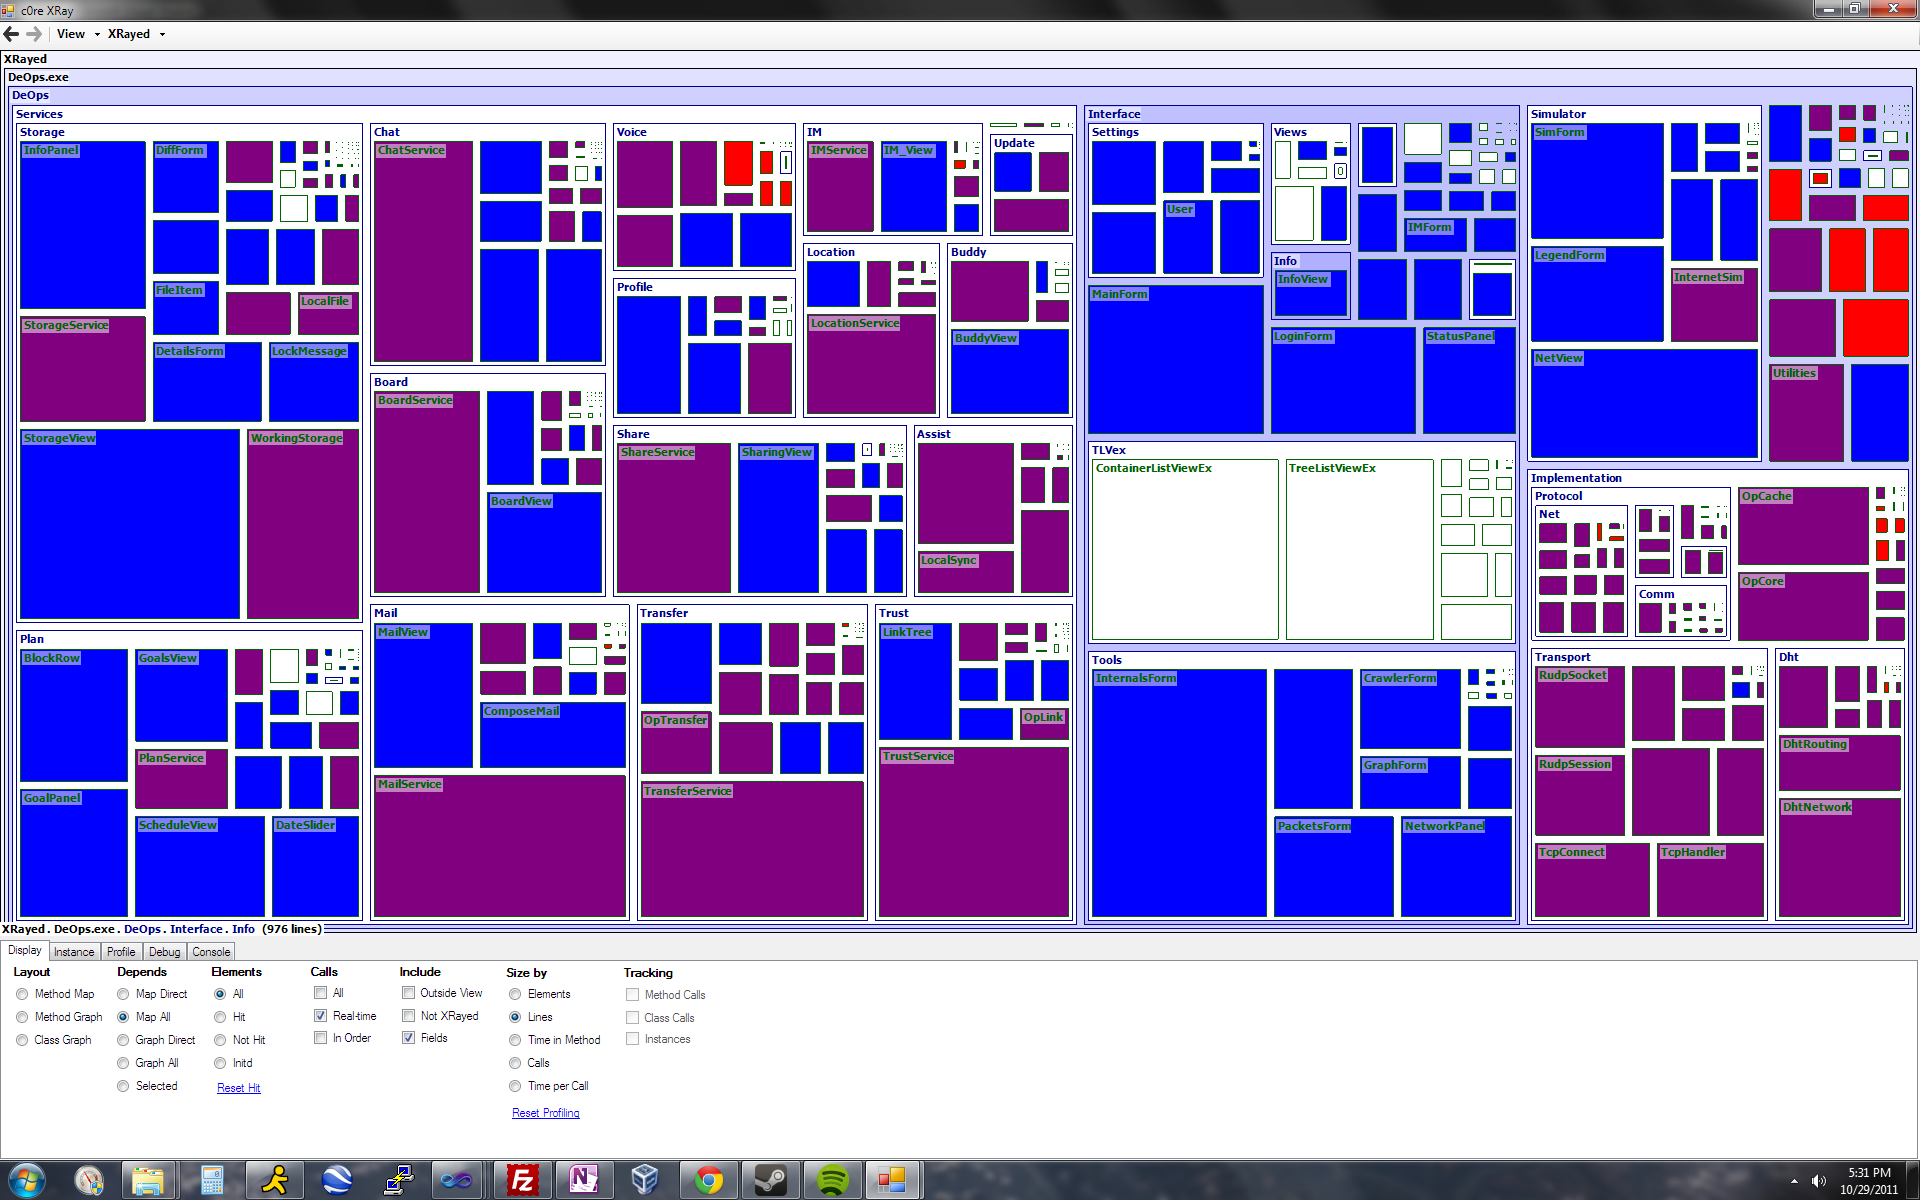 c0re XRay
View XRayed
XRayed
DeOps.exe
DeOps
Services
Storage
InfoPanel
DiffForm
FileItem
LocalFile
StorageService
DetailsForm
LockMessage
StorageView
WorkingStorage
Plan
BlockRow
GoalsView
PlanService
GoalPanel
ScheduleView
DateSlider
Chat
ChatService
Board
BoardService
BoardView
Mail
MailView
ComposeMail
MailService
Voice
Profile
IM
IMService
IM_View
Update
Location
LocationService
Buddy
BuddyView
Share
ShareService
SharingView
Assist
LocalSync
Transfer
OpTransfer
TransferService
Trust
LinkTree
OpLink
TrustService
Interface
Settings
User
Views
Info
InfoView
IMForm
MainForm
LoginForm
StatusPanel
TLVex
ContainerListViewEx
TreeListViewEx
Tools
InternalsForm
CrawlerForm
GraphForm
PacketsForm
NetworkPanel
Simulator
SimForm
LegendForm
InternetSim
NetView
Utilities
Implementation
Protocol
Net
Comm
OpCache
OpCore
Transport
RudpSocket
RudpSession
TcpConnect
TcpHandler
Dht
DhtRouting
DhtNetwork
XRayed . DeOps.exe . DeOps . Interface . Info (976 lines)
Display Instance Profile Debug Console
Layout
Method Map
Method Graph
Class Graph
Depends
Map Direct
Map All
Graph Direct
Graph All
Selected
Elements
All
Hit
Not Hit
Initd
Reset Hit
Calls
All
Real-time
In Order
Include
Outside View
Not XRayed
Fields
Size by
Elements
Lines
Time in Method
Calls
Time per Call
Reset Profiling
Tracking
Method Calls
Class Calls
Instances
5:31 PM
10/29/2011